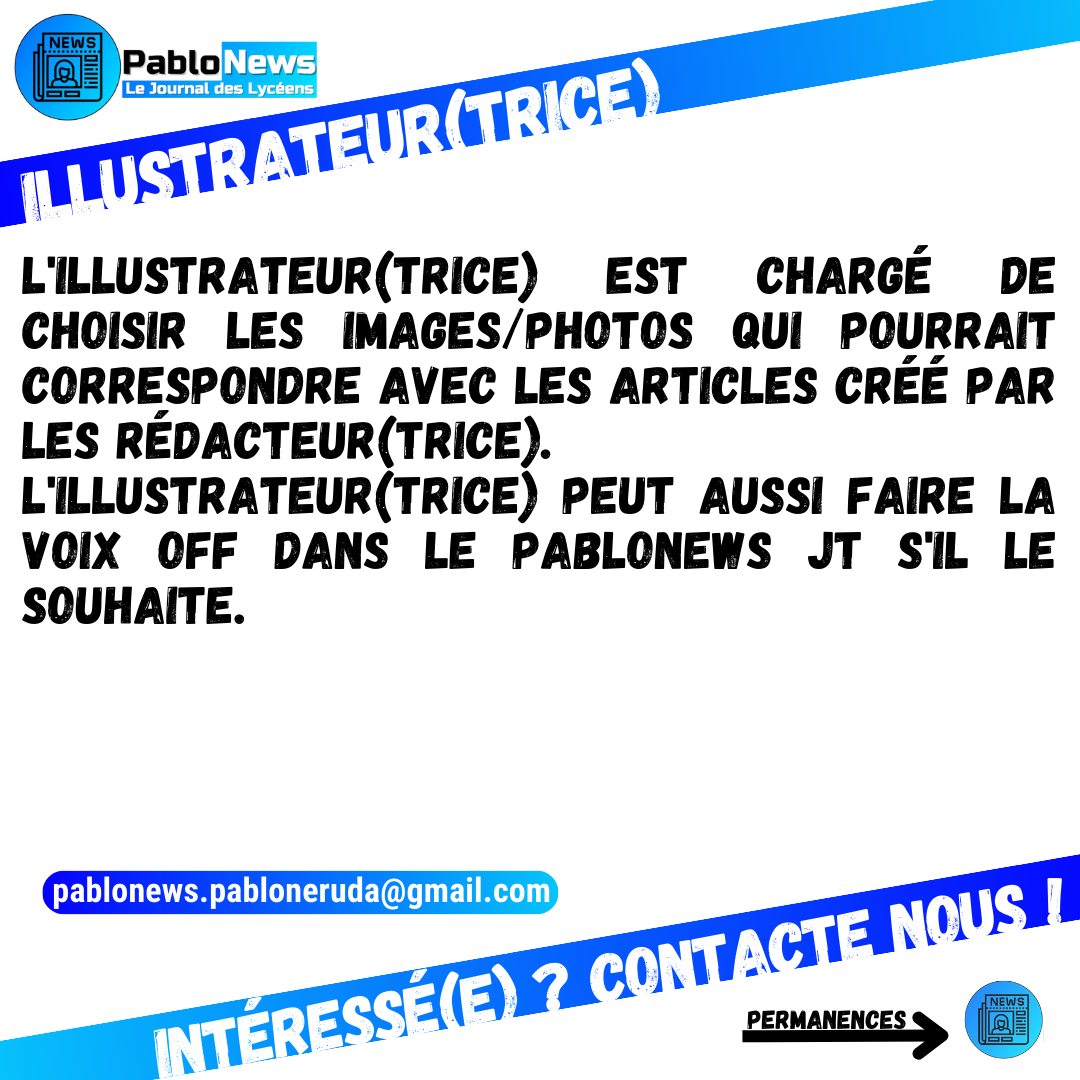 NEWS
PabloNews
Le Journal des Lycéens
ILLUSTRATEUR(TRICE)
L'ILLUSTRATEUR(TRICE) EST CHARGÉ DE
CHOISIR LES IMAGES/PHOTOS QUI POURRAIT
CORRESPONDRE AVEC LES ARTICLES CRÉÉ PAR
LES RÉDACTEUR(TRICE).
L'ILLUSTRATEUR(TRICE) PEUT AUSSI FAIRE LA
VOIX OFF DANS LE PABLONEWS JT S'IL LE
SOUHAITE.
pablonews.pabloneruda@gmail.com
INTÉRESSÉ(E) ? CONTACTE NOUS !
PERMANENCES
NEWS